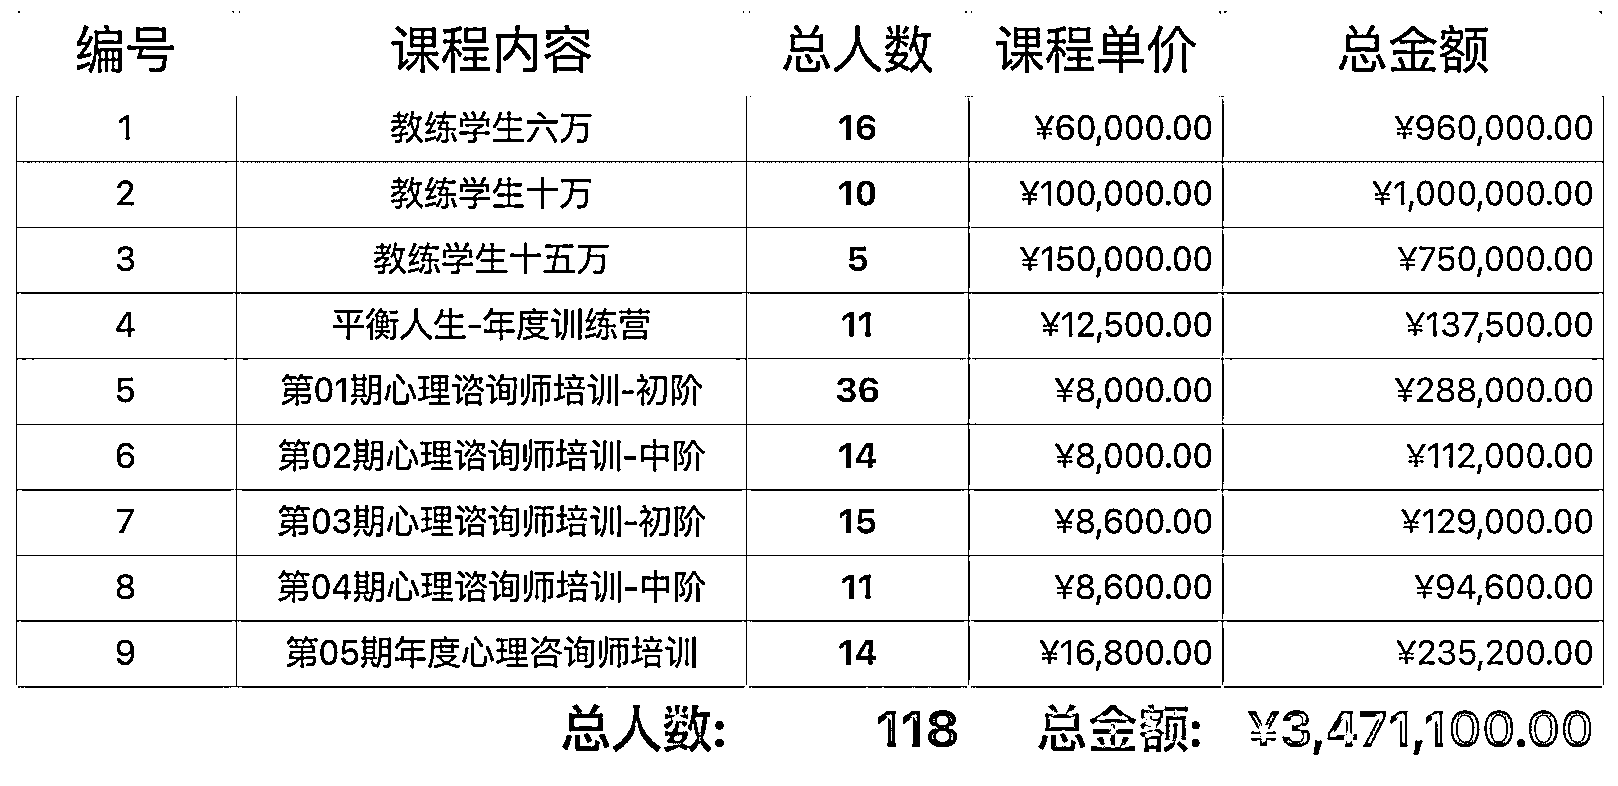 编号 课程内容 总人数 课程单价 总金额
1 教练学生六万 16 ¥60,000.00 ¥960,000.00
2 教练学生十万 10 ¥100,000.00 ¥1,000,000.00
3 教练学生十五万 5 ¥150,000.00 ¥750,000.00
4 平衡人生-年度训练营 11 ¥12,500.00 ¥137,500.00
5 第01期心理谘询师培训-初阶 36 ¥8,000.00 ¥288,000.00
6 第02期心理谘询师培训-中阶 14 ¥8,000.00 ¥112,000.00
7 第03期心理谘询师培训-初阶 15 ¥8,600.00 ¥129,000.00
8 第04期心理谘询师培训-中阶 11 ¥8,600.00 ¥94,600.00
9 第05期年度心理咨询师培训 14 ¥16,800.00 ¥235,200.00
总人数: 118 总金额: ¥3,471,100.00